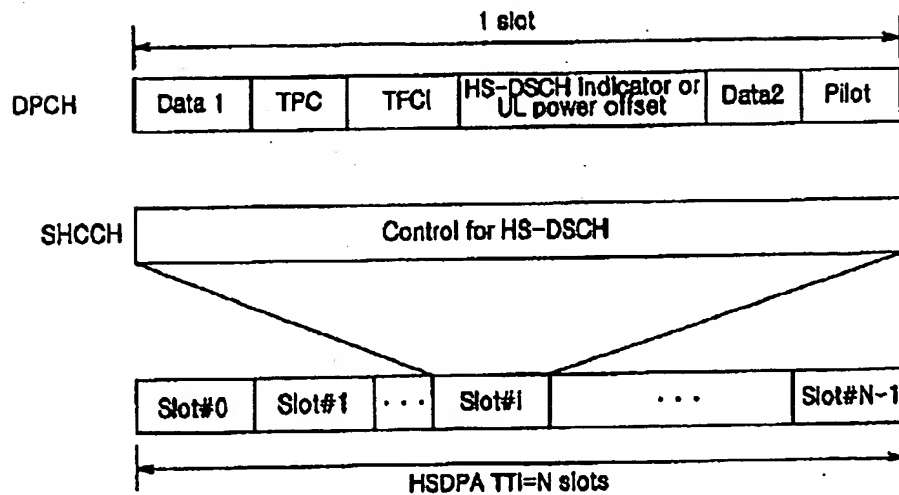 1 slot
DPCH
Data 1
TPC
TFCI
HS-DSCH indicator or
UL power offset
Data2
Pilot
SHCCH
Control for HS-DSCH
Slot#0
Slot#1
...
Slot#i
...
Slot#N-1
HSDPA TTI=N slots